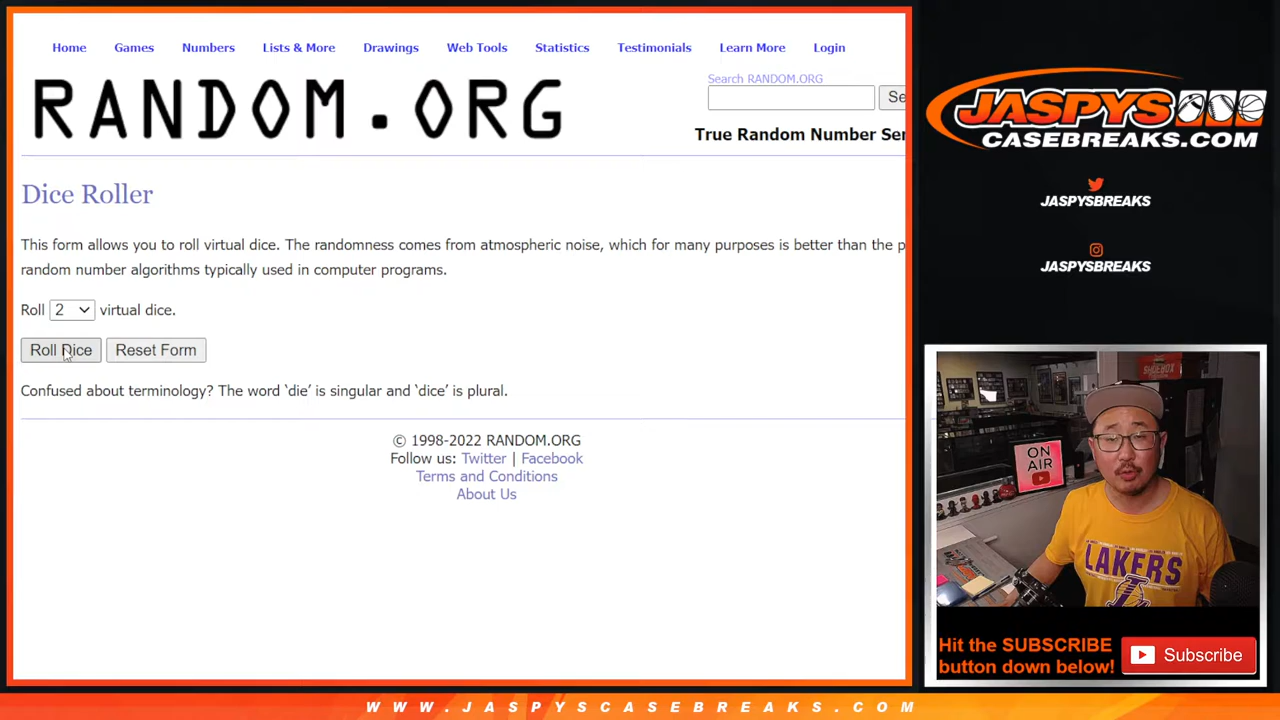 Home Games Numbers Lists & More Drawings Web Tools Statistics Testimonials Learn More Login
RANDOM.ORG
Search RANDOM.ORG
Se
True Random Number Ser
Dice Roller
This form allows you to roll virtual dice. The randomness comes from atmospheric noise, which for many purposes is better than the p
random number algorithms typically used in computer programs.
Roll 2 virtual dice.
Roll Dice Reset Form
Confused about terminology? The word ‘die’ is singular and ‘dice’ is plural.
© 1998-2022 RANDOM.ORG
Follow us: Twitter | Facebook
Terms and Conditions
About Us
JASPYS
CASEBREAKS.COM
JASPYSBREAKS
JASPYSBREAKS
SHOEBOX
ON
AIR
LAKERS
Hit the SUBSCRIBE
button down below!
Subscribe
WWW.JASPYSCASEBREAKS.COM